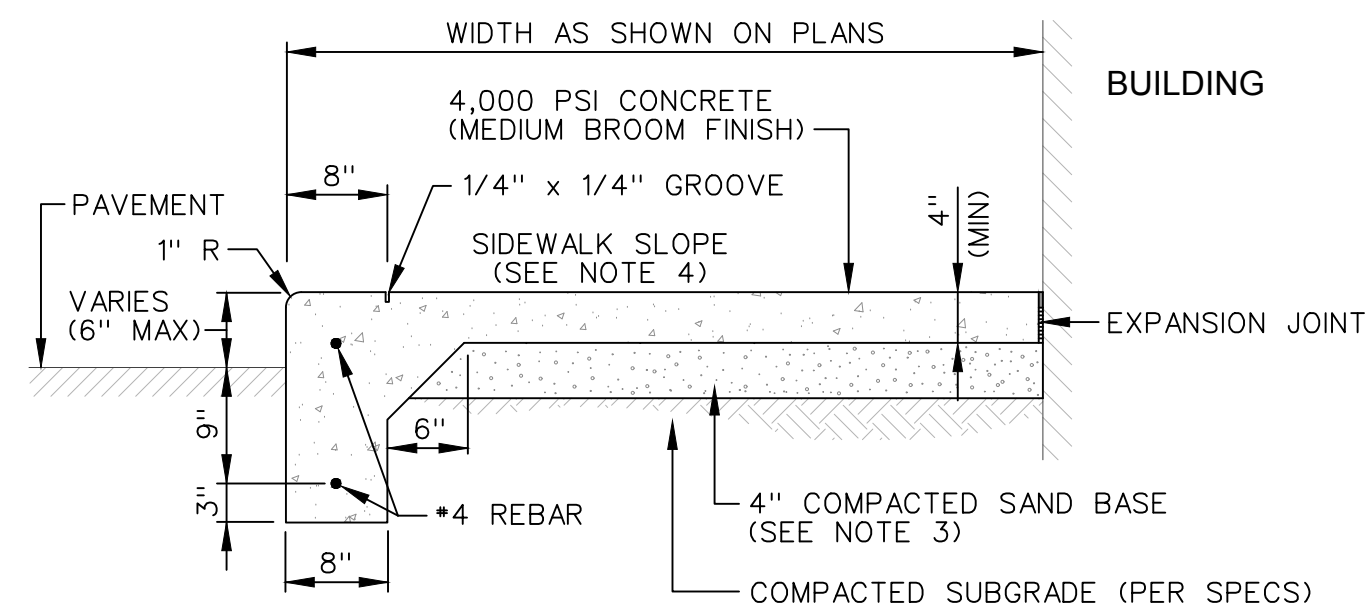 WIDTH AS SHOWN ON PLANS
BUILDING
4,000 PSI CONCRETE
(MEDIUM BROOM FINISH)
8"
1/4" x 1/4" GROOVE
PAVEMENT
4"
(MIN)
1" R
SIDEWALK SLOPE
(SEE NOTE 4)
VARIES
(6" MAX)
EXPANSION JOINT
9"
6"
3"
#4 REBAR
4" COMPACTED SAND BASE
(SEE NOTE 3)
8"
COMPACTED SUBGRADE (PER SPECS)